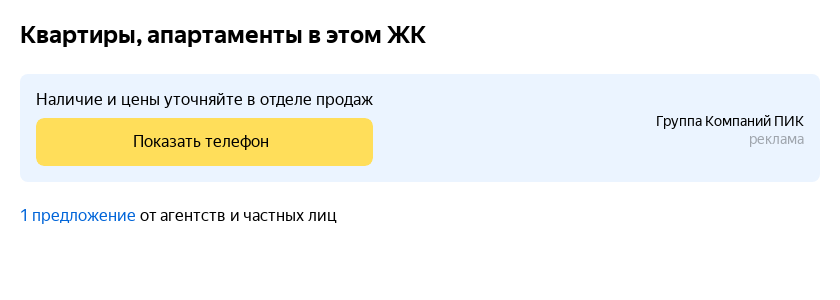 Квартиры, апартаменты в этом ЖК
Наличие и цены уточняйте в отделе продаж
Показать телефон
Группа Компаний ПИК
реклама
1 предложение от агентств и частных лиц